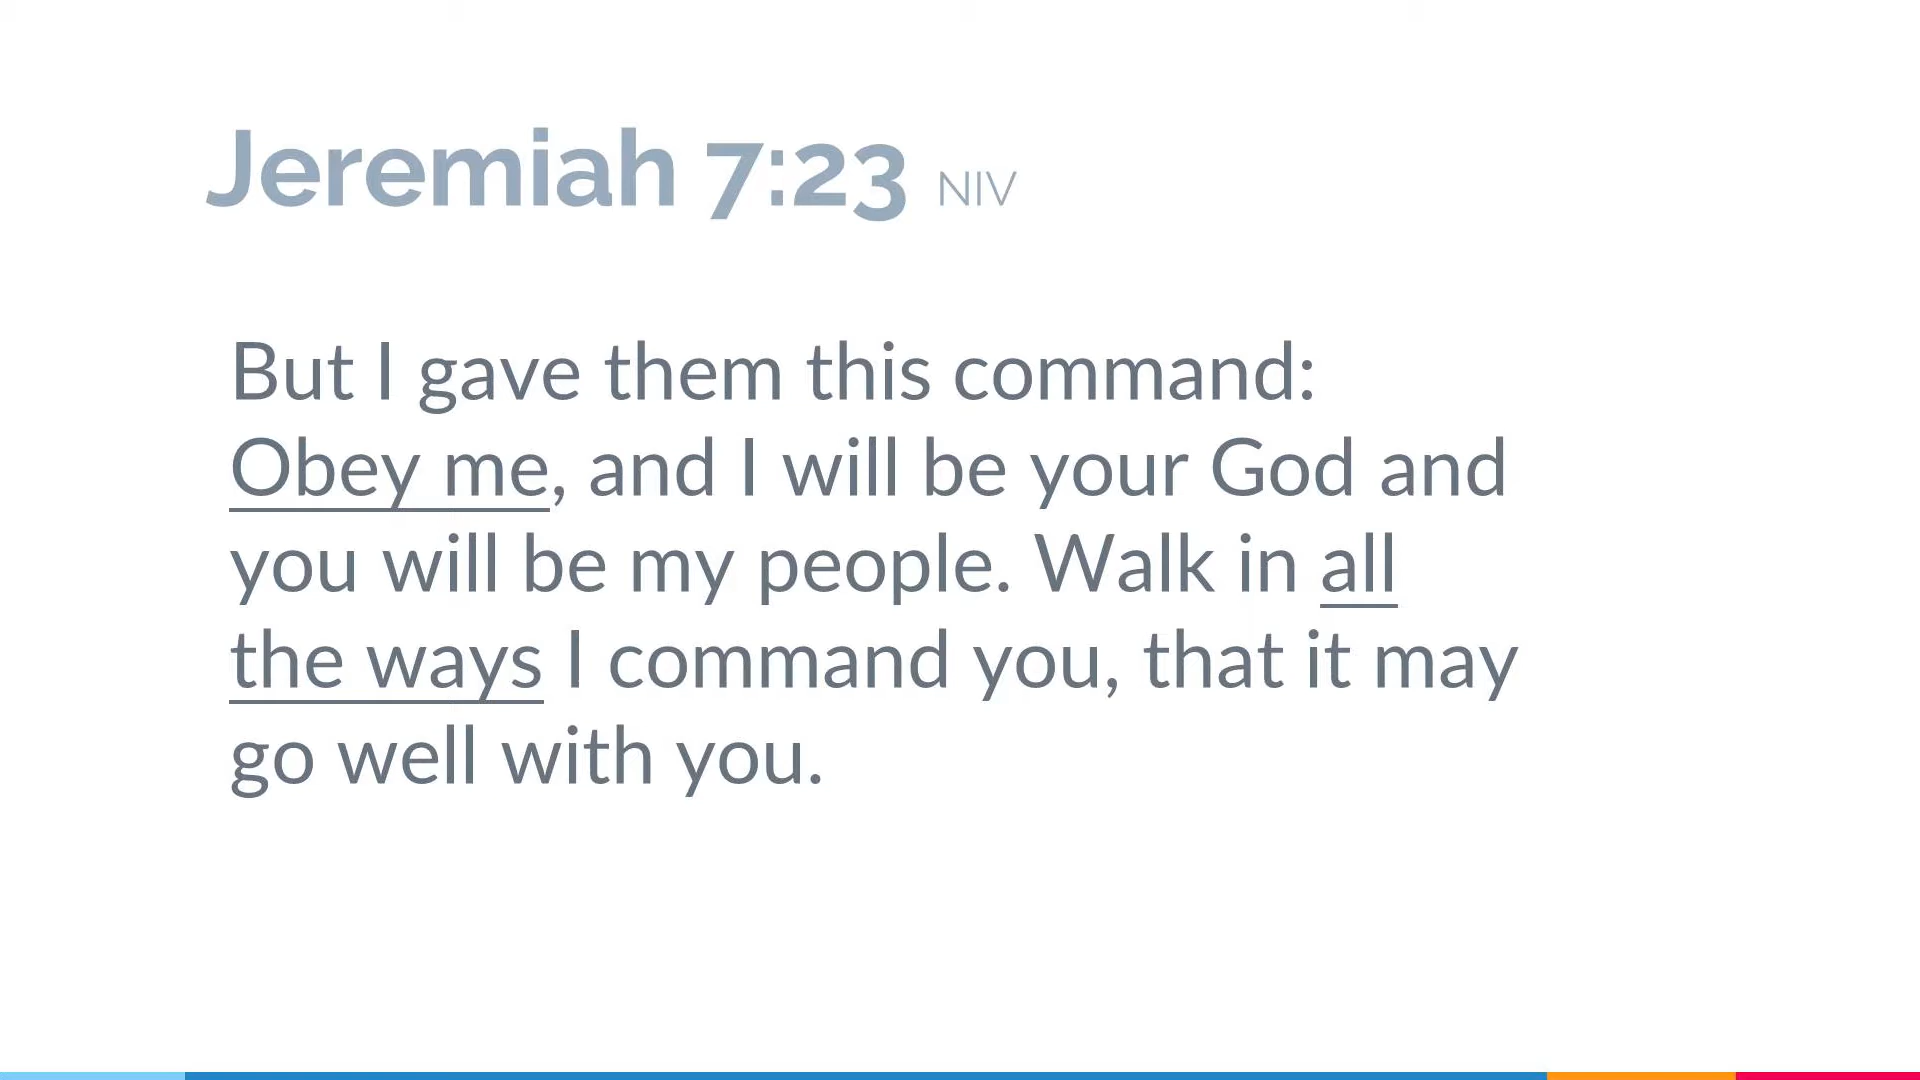 Jeremiah 7:23 NIV
But I gave them this command:
Obey me, and I will be your God and
you will be my people. Walk in all
the ways I command you, that it may
go well with you.